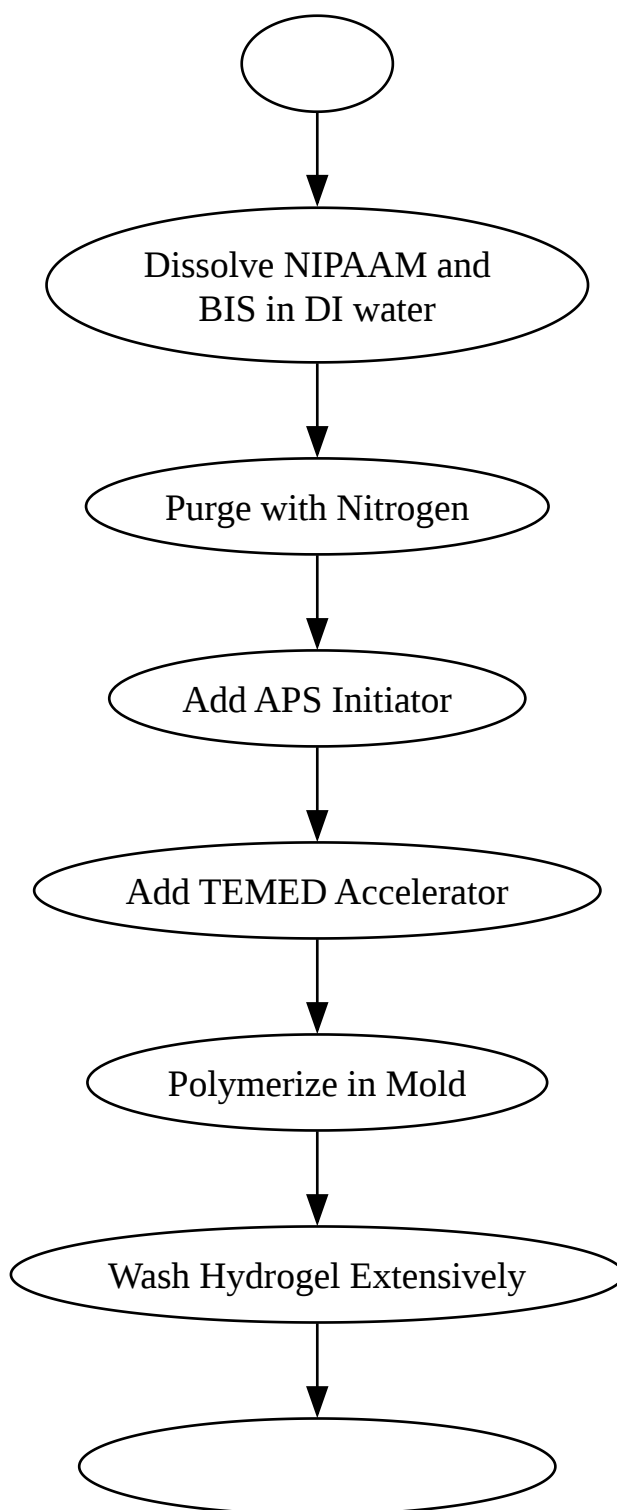 Dissolve NIPAAM and
BIS in DI water
Purge with Nitrogen
Add APS Initiator
Add TEMED Accelerator
Polymerize in Mold
Wash Hydrogel Extensively